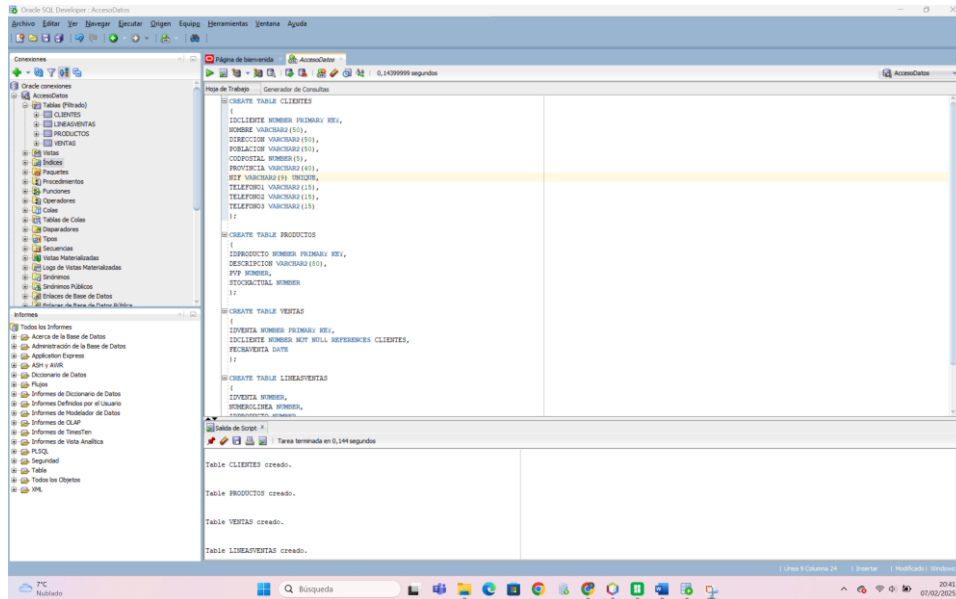 Oracle SQL Developer : AccesoDatos
Archivo Editar Ver Navegar Ejecutar Origen Equipo Herramientas Ventana Ayuda
Conexiones
Oracle conexiones
AccesoDatos
Tablas (Filtrado)
CLIENTES
LINEASVENTAS
PRODUCTOS
VENTAS
Vistas
Índices
Paquetes
Procedimientos
Funciones
Operadores
Colas
Tablas de Colas
Disparadores
Tipos
Secuencias
Vistas Materializadas
Logs de Vistas Materializadas
Sinónimos
Sinónimos Públicos
Enlaces de Base de Datos
Enlaces de Base de Datos Pública
Informes
Todos los Informes
Acerca de la Base de Datos
Administración de la Base de Datos
Application Express
ASH y AWR
Diccionario de Datos
Flujos
Informes de Diccionario de Datos
Informes Definidos por el Usuario
Informes de Modelador de Datos
Informes de OLAP
Informes de TimesTen
Informes de Vista Analítica
PLSQL
Seguridad
Tabla
Todos los Objetos
XML
Página de bienvenida AccesoDatos
0,14399999 segundos
AccesoDatos
Hoja de Trabajo Generador de Consultas
CREATE TABLE CLIENTES
(
IDCLIENTE NUMBER PRIMARY KEY,
NOMBRE VARCHAR2(50),
DIRECCION VARCHAR2(50),
POBLACION VARCHAR2(50),
CODPOSTAL NUMBER(5),
PROVINCIA VARCHAR2(40),
NIF VARCHAR2(9) UNIQUE,
TELEFONO1 VARCHAR2(15),
TELEFONO2 VARCHAR2(15),
TELEFONO3 VARCHAR2(15)
);
CREATE TABLE PRODUCTOS
(
IDPRODUCTO NUMBER PRIMARY KEY,
DESCRIPCION VARCHAR2(80),
PVP NUMBER,
STOCKACTUAL NUMBER
);
CREATE TABLE VENTAS
(
IDVENTA NUMBER PRIMARY KEY,
IDCLIENTE NUMBER NOT NULL REFERENCES CLIENTES,
FECHAVENTA DATE
);
CREATE TABLE LINEASVENTAS
(
IDVENTA NUMBER,
NUMEROLINEA NUMBER,
IDPRODUCTO NUMBER
Salida de Script
Tarea terminada en 0,144 segundos
Table CLIENTES creado.
Table PRODUCTOS creado.
Table VENTAS creado.
Table LINEASVENTAS creado.
Línea 9 Columna 24 Insertar Modificado Windows
7°C
Nublado
Búsqueda
20:41
07/02/2025